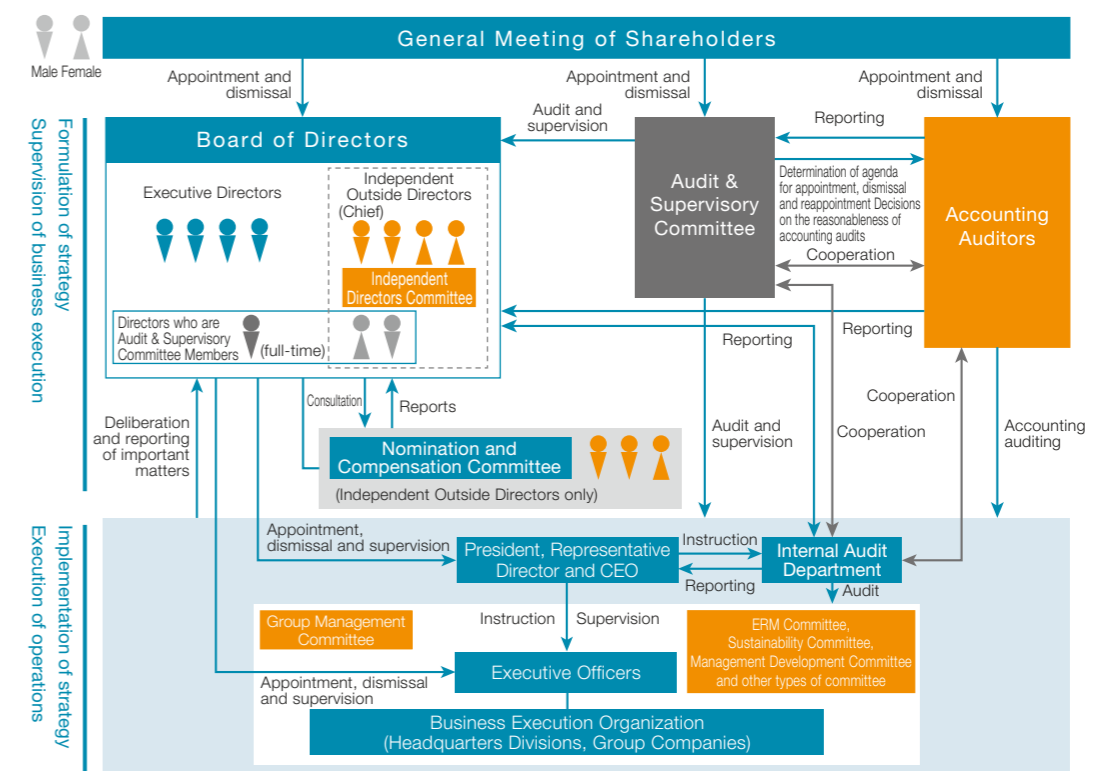 General Meeting of Shareholders
Male Female
Appointment and
dismissal
Appointment and
dismissal
Appointment and
dismissal
Formulation of strategy
Supervision of business execution
Board of Directors
Audit and
supervision
Audit &
Supervisory
Committee
Reporting
Determination of agenda
for appointment, dismissal
and reappointment Decisions
on the reasonableness of
accounting audits
Cooperation
Accounting
Auditors
Executive Directors
Independent
Outside Directors
(Chief)
Independent
Directors Committee
Directors who are
Audit & Supervisory
Committee Members
(full-time)
Reporting
Reporting
Deliberation
and reporting
of important
matters
Consultation
Reports
Nomination and
Compensation Committee
(Independent Outside Directors only)
Audit and
supervision
Cooperation
Cooperation
Accounting
auditing
Implementation of strategy
Execution of operations
Appointment,
dismissal and supervision
President, Representative
Director and CEO
Instruction
Reporting
Internal Audit
Department
Audit
Group Management
Committee
Instruction
Supervision
ERM Committee,
Sustainability Committee,
Management Development Committee
and other types of committee
Appointment, dismissal
and supervision
Executive Officers
Business Execution Organization
(Headquarters Divisions, Group Companies)